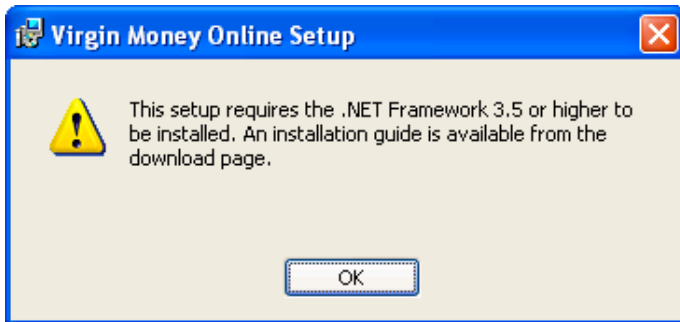 Virgin Money Online Setup
This setup requires the .NET Framework 3.5 or higher to
be installed. An installation guide is available from the
download page.
OK